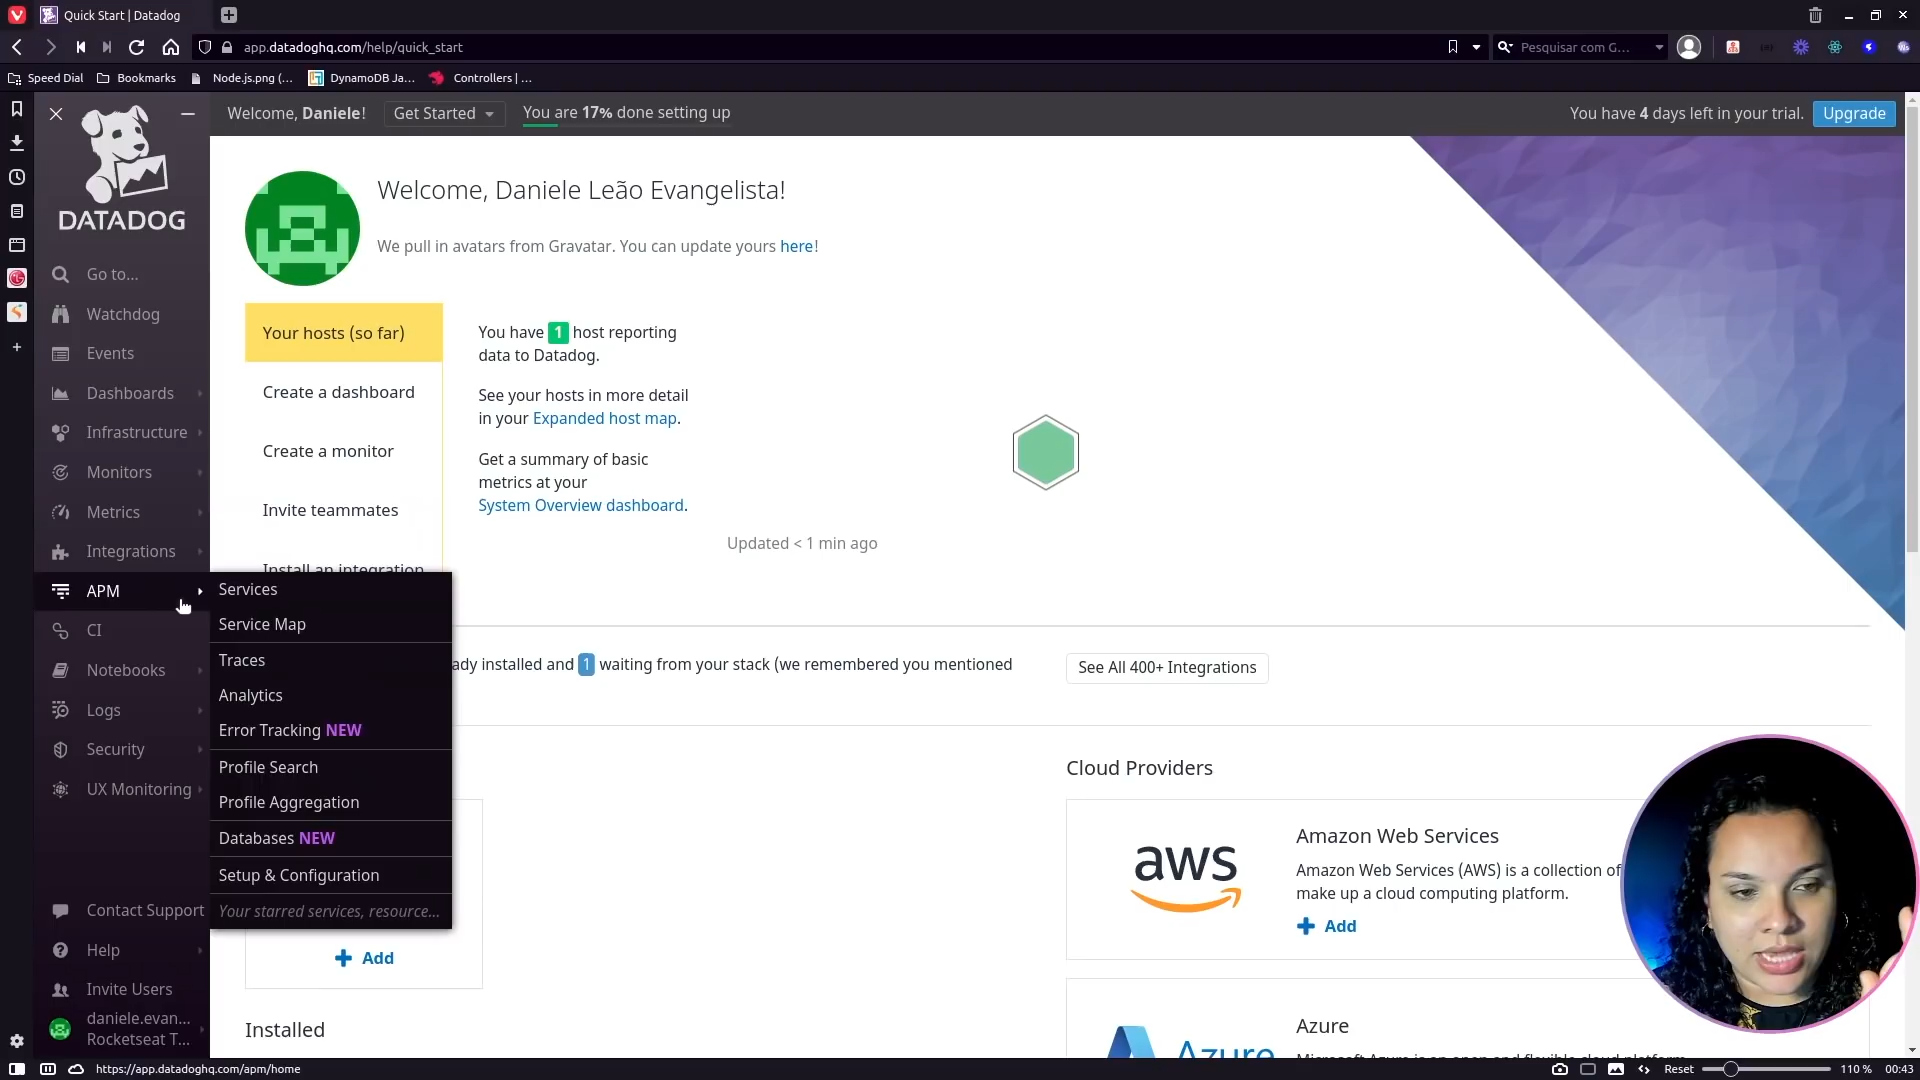 Quick Start | Datadog
app.datadoghq.com/help/quick_start
Pesquisar com G...
Speed Dial
Bookmarks
Node.js.png (...
DynamoDB Ja...
Controllers | ...
DATADOG
Go to...
Watchdog
Events
Dashboards
Infrastructure
Monitors
Metrics
Integrations
APM
CI
Notebooks
Logs
Security
UX Monitoring
Contact Support
Help
Invite Users
daniele.evan...
Rocketseat T...
Welcome, Daniele!
Get Started
You are 17% done setting up
You have 4 days left in your trial.
Upgrade
Welcome, Daniele Leão Evangelista!
We pull in avatars from Gravatar. You can update yours here!
Your hosts (so far)
Create a dashboard
Create a monitor
Invite teammates
Install an integration
You have 1 host reporting
data to Datadog.
See your hosts in more detail
in your Expanded host map.
Get a summary of basic
metrics at your
System Overview dashboard.
Updated < 1 min ago
Services
Service Map
Traces
Analytics
Error Tracking NEW
Profile Search
Profile Aggregation
Databases NEW
Setup & Configuration
Your starred services, resource...
ady installed and 1 waiting from your stack (we remembered you mentioned
See All 400+ Integrations
Add
Installed
Cloud Providers
aws
Amazon Web Services
Amazon Web Services (AWS) is a collection of
make up a cloud computing platform.
Add
Azure
Azure
https://app.datadoghq.com/apm/home
Reset
110 %
00:43